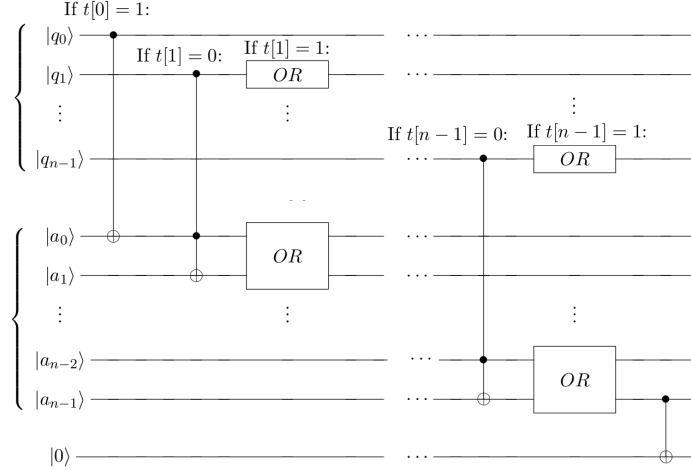 If t[0] = 1:
|q₀⟩ ⋯
If t[1] = 0: If t[1] = 1:
|q₁⟩ OR ⋯
⋮ ⋮ ⋮
If t[n − 1] = 0: If t[n − 1] = 1:
|qₙ₋₁⟩ ⋯ OR
|a₀⟩ ⋯
OR
|a₁⟩ ⋯
⋮ ⋮ ⋮
|aₙ₋₂⟩ ⋯
OR
|aₙ₋₁⟩ ⋯
|0⟩ ⋯